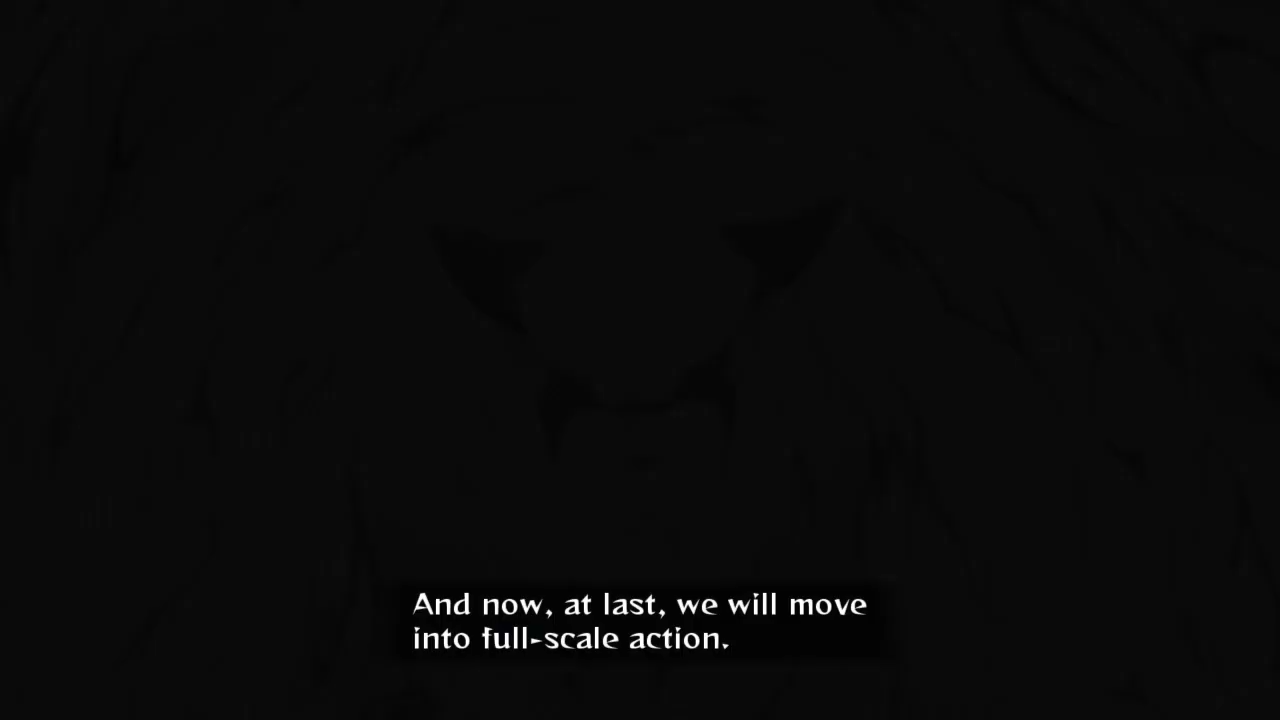 And now, at last, we will move
into full-scale action.